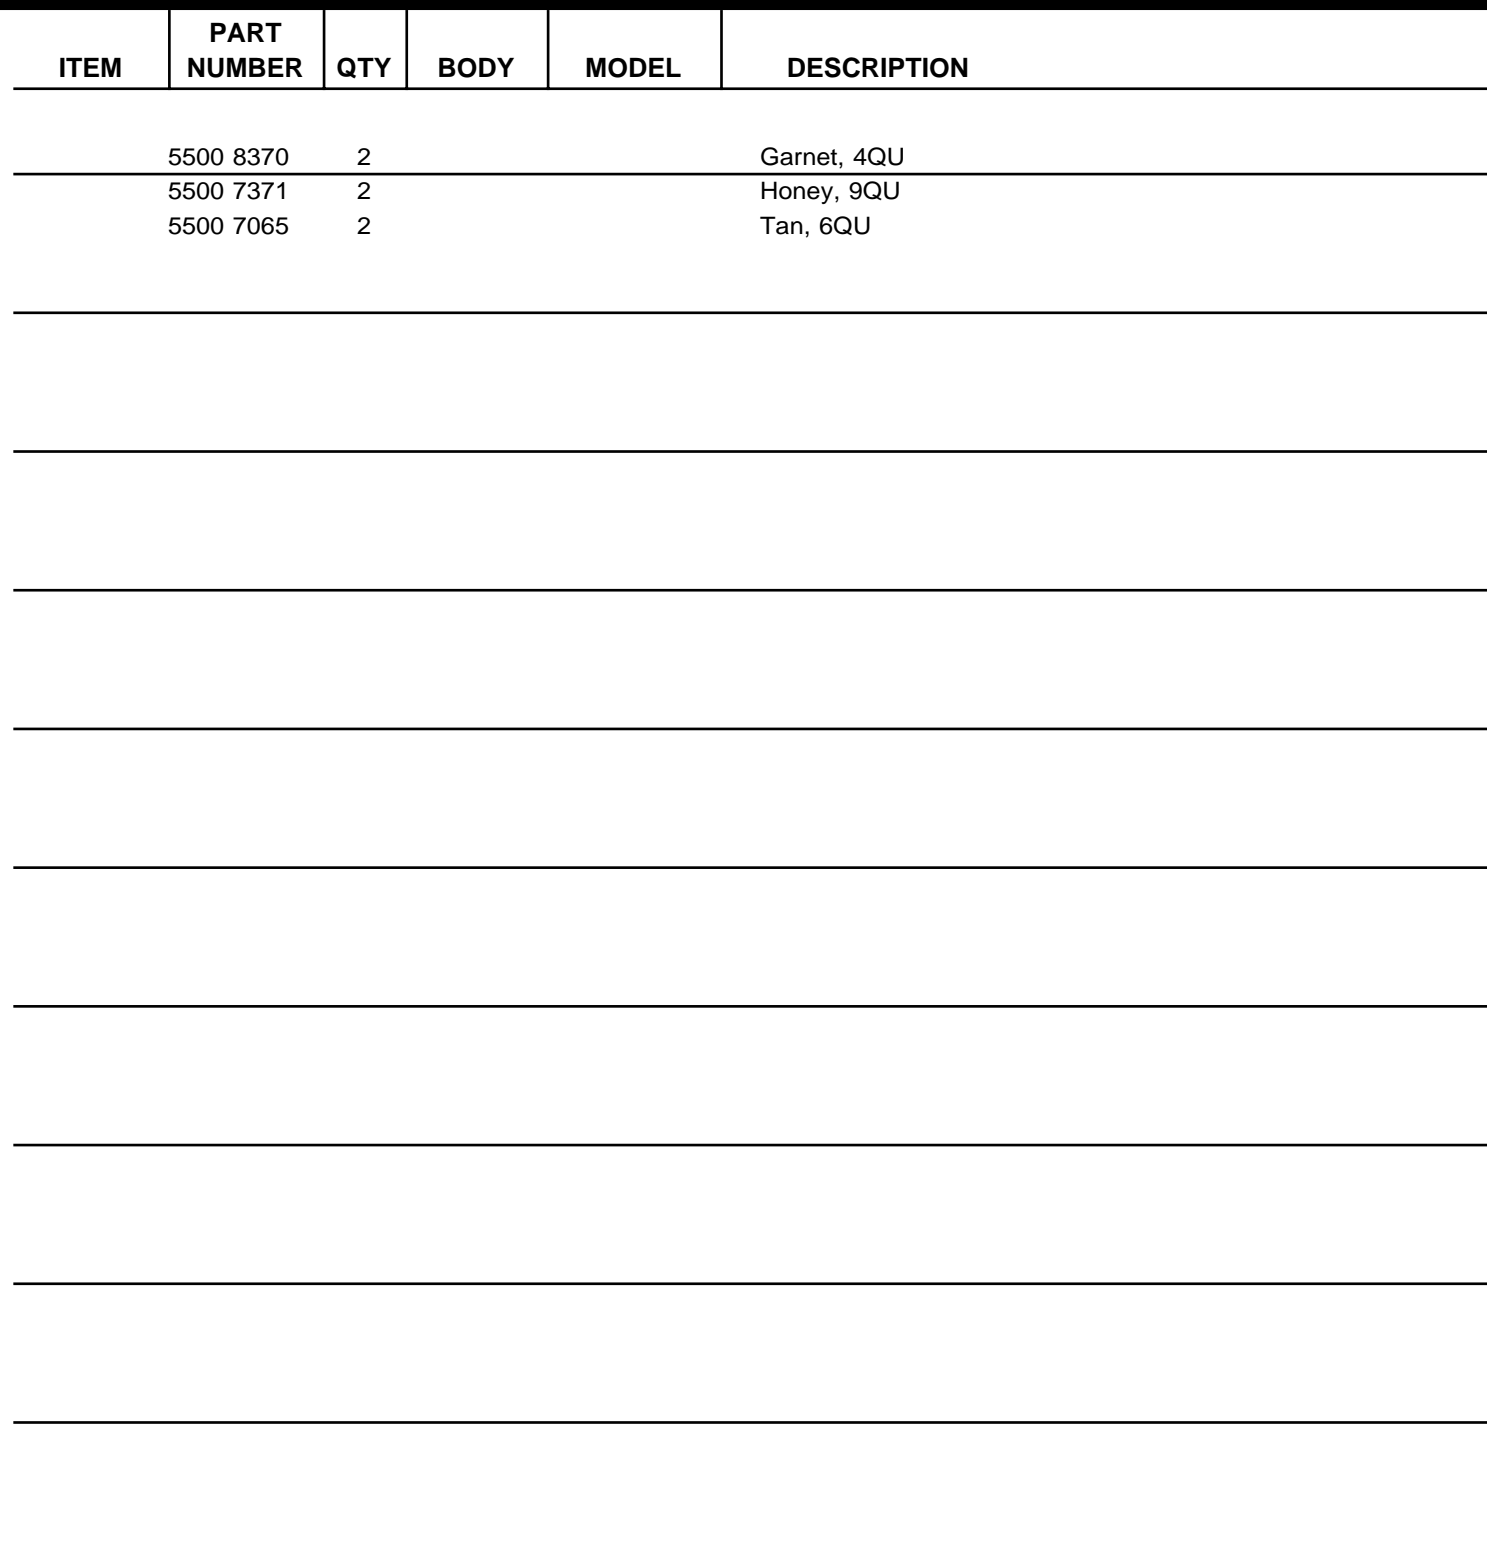 PART
ITEM NUMBER QTY BODY MODEL DESCRIPTION
5500 8370 2 Garnet, 4QU
5500 7371 2 Honey, 9QU
5500 7065 2 Tan, 6QU